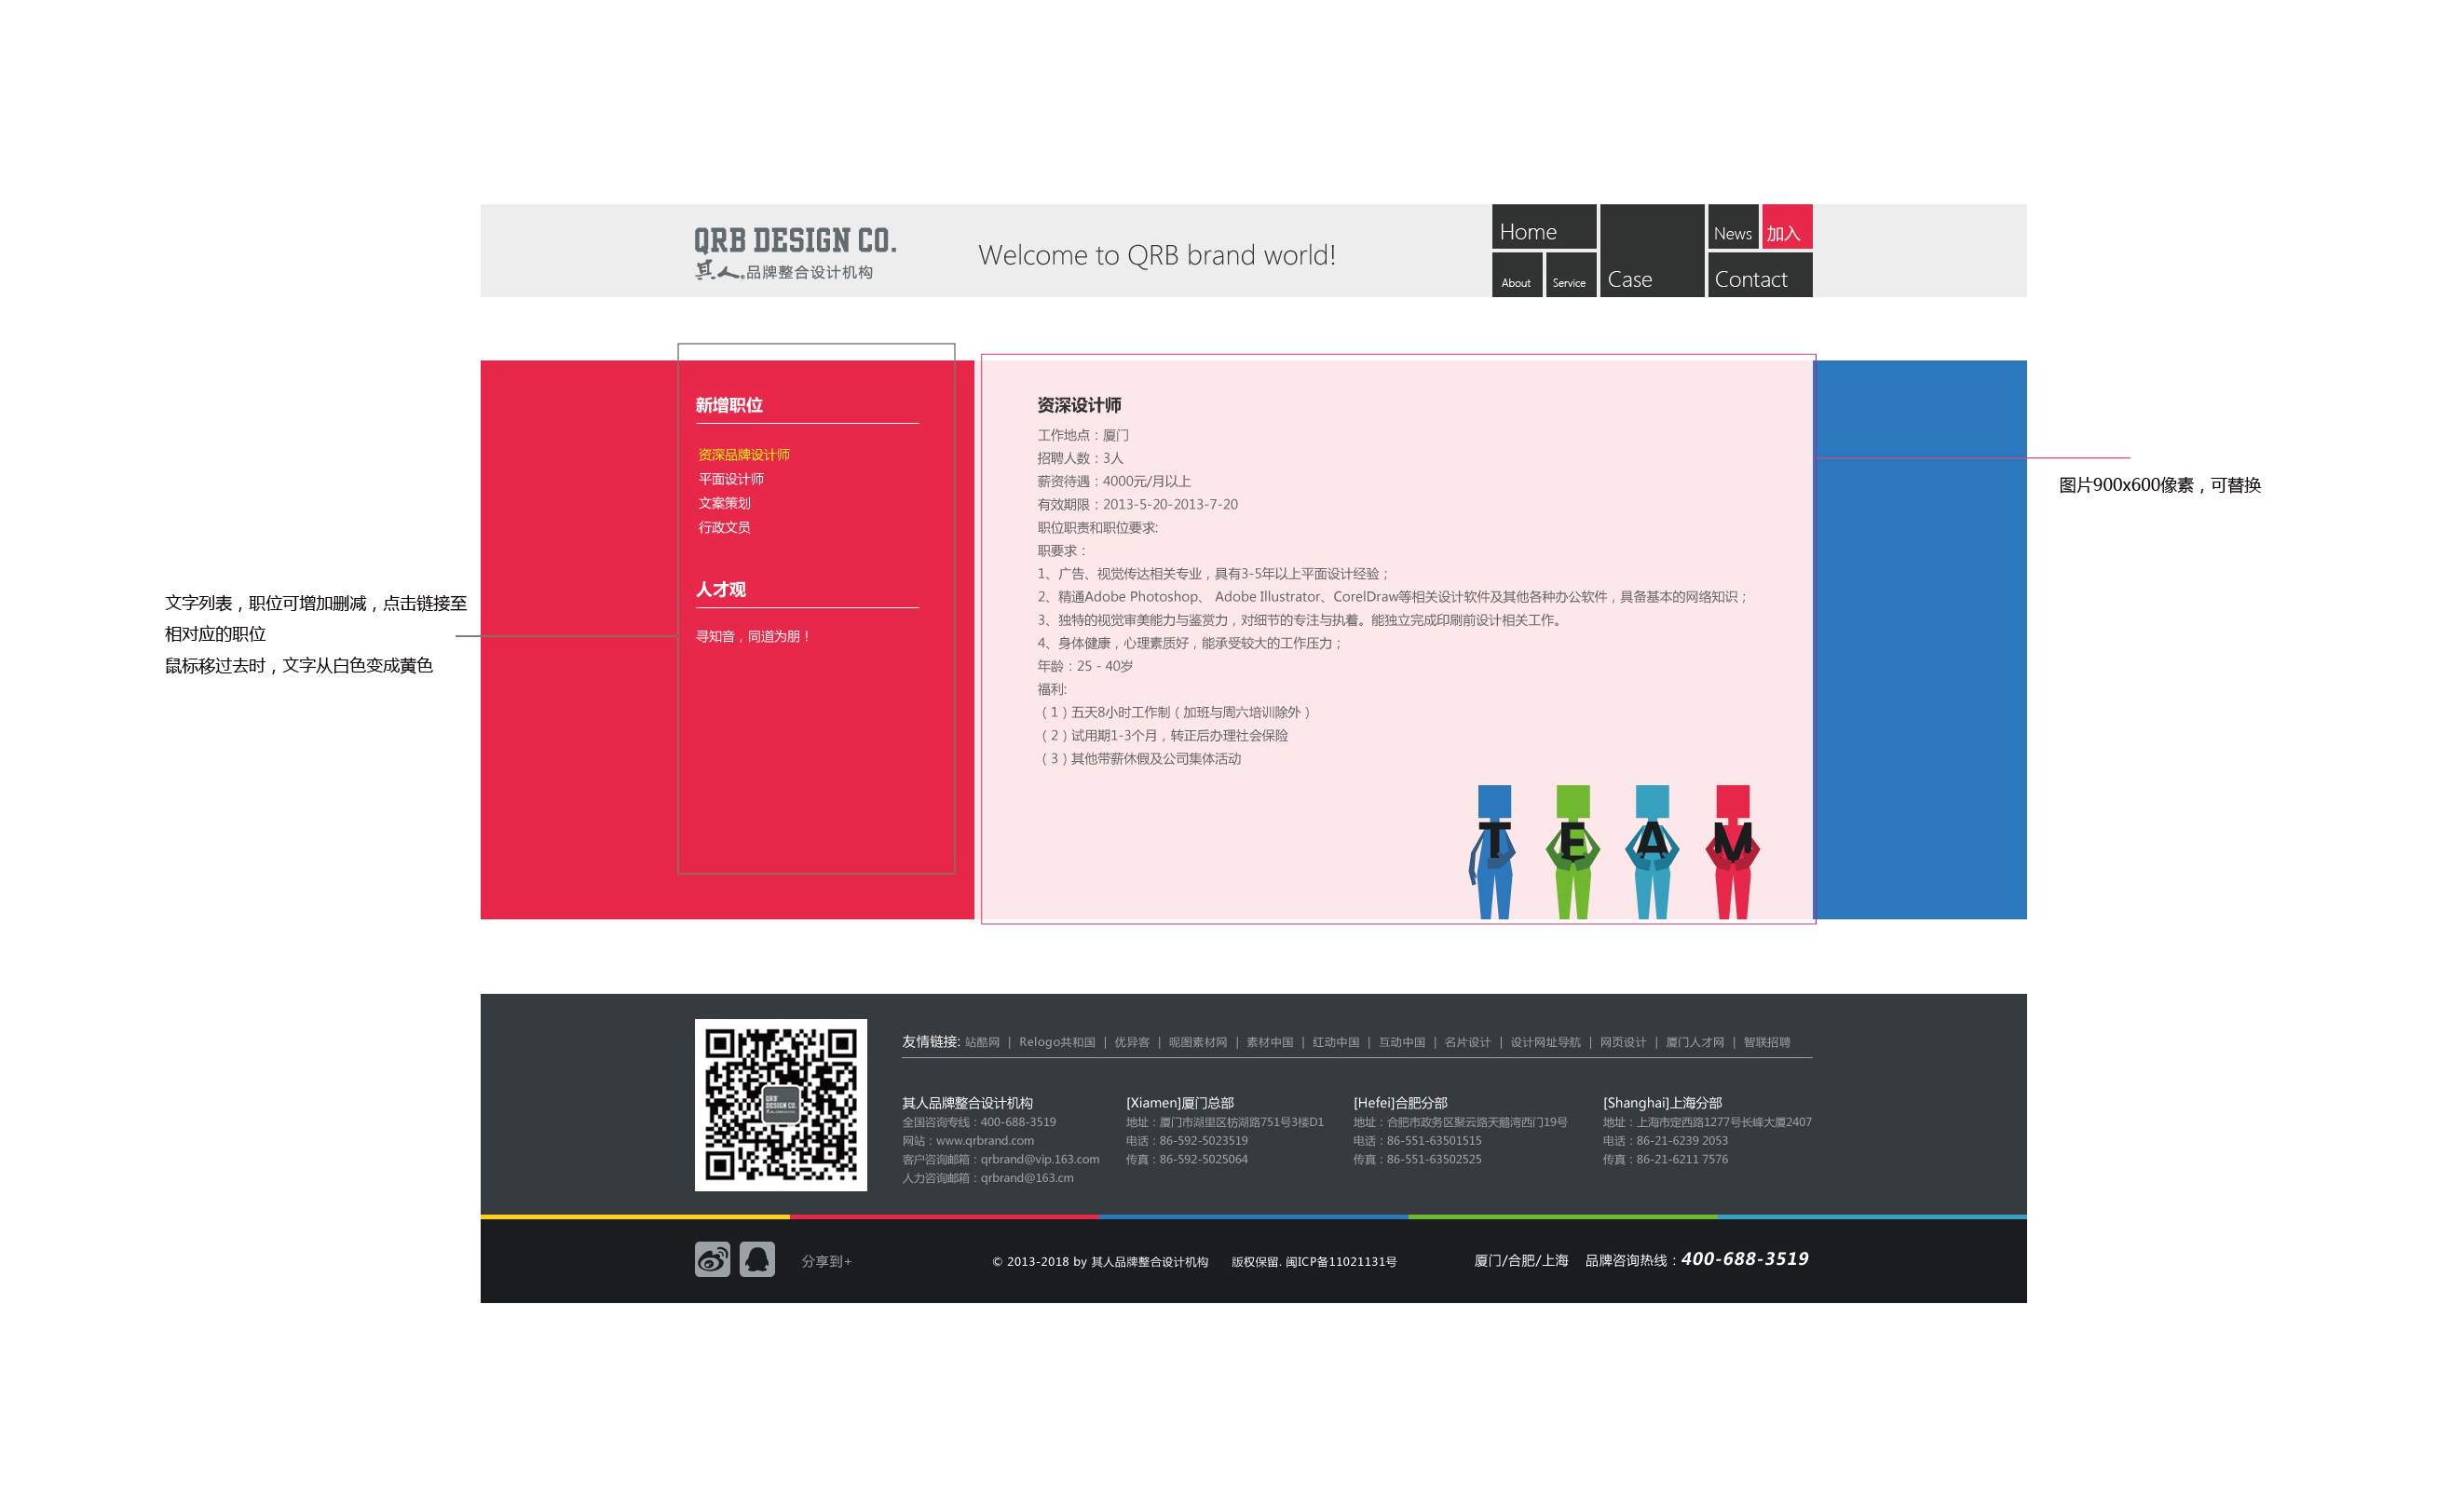 QRB DESIGN CO.
其人.品牌整合设计机构
Welcome to QRB brand world!
Home
About
Service
Case
News
加入
Contact
文字列表，职位可增加删减，点击链接至
相对应的职位
鼠标移过去时，文字从白色变成黄色
新增职位
资深品牌设计师
平面设计师
文案策划
行政文员
人才观
寻知音，同道为朋！
资深设计师
工作地点：厦门
招聘人数：3人
薪资待遇：4000元/月以上
有效期限：2013-5-20-2013-7-20
职位职责和职位要求:
职要求：
1、广告、视觉传达相关专业，具有3-5年以上平面设计经验；
2、精通Adobe Photoshop、 Adobe Illustrator、CorelDraw等相关设计软件及其他各种办公软件，具备基本的网络知识；
3、独特的视觉审美能力与鉴赏力，对细节的专注与执着。能独立完成印刷前设计相关工作。
4、身体健康，心理素质好，能承受较大的工作压力；
年龄：25 - 40岁
福利:
（1）五天8小时工作制（加班与周六培训除外）
（2）试用期1-3个月，转正后办理社会保险
（3）其他带薪休假及公司集体活动
TEAM
图片900x600像素，可替换
QRB
DESIGN CO.
友情链接: 站酷网 | Relogo共和国 | 优异客 | 昵图素材网 | 素材中国 | 红动中国 | 互动中国 | 名片设计 | 设计网址导航 | 网页设计 | 厦门人才网 | 智联招聘
其人品牌整合设计机构
全国咨询专线：400-688-3519
网站：www.qrbrand.com
客户咨询邮箱：qrbrand@vip.163.com
人力咨询邮箱：qrbrand@163.cm
[Xiamen]厦门总部
地址：厦门市湖里区枋湖路751号3楼D1
电话：86-592-5023519
传真：86-592-5025064
[Hefei]合肥分部
地址：合肥市政务区聚云路天鹅湾西门19号
电话：86-551-63501515
传真：86-551-63502525
[Shanghai]上海分部
地址：上海市定西路1277号长峰大厦2407
电话：86-21-6239 2053
传真：86-21-6211 7576
分享到+
© 2013-2018 by 其人品牌整合设计机构 版权保留. 闽ICP备11021131号
厦门/合肥/上海 品牌咨询热线：400-688-3519